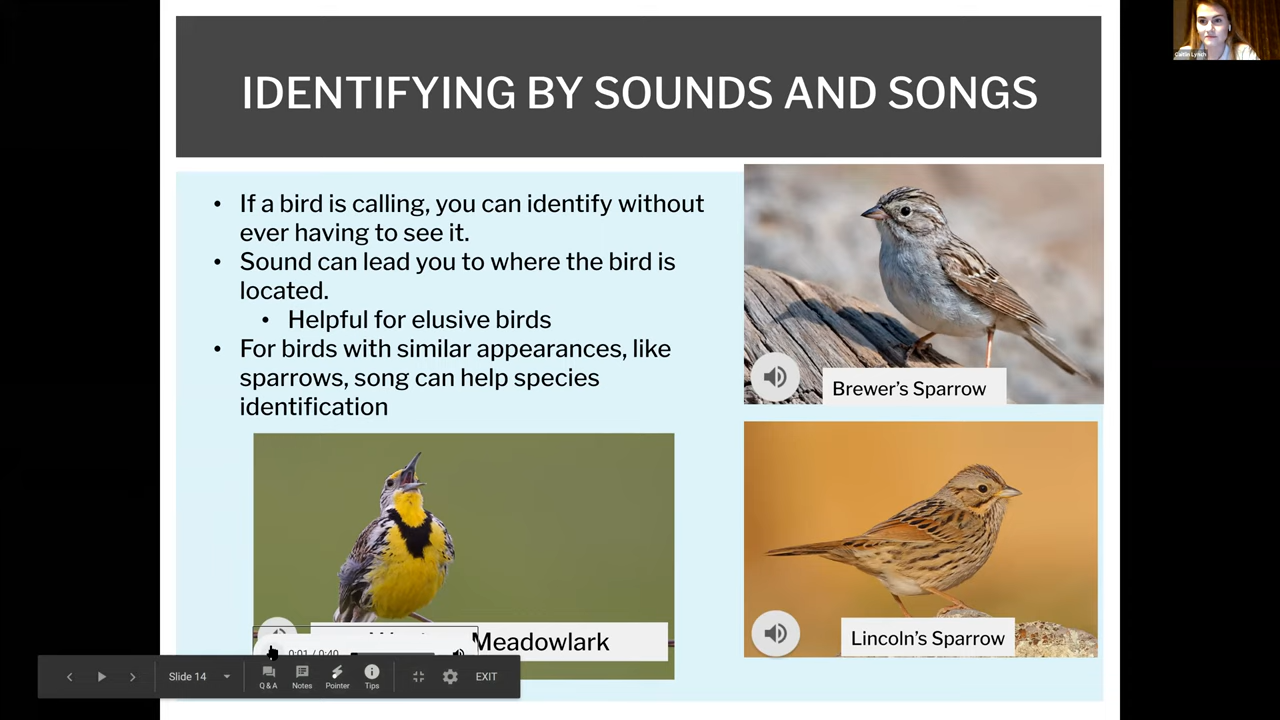 Caitlin Lynch
IDENTIFYING BY SOUNDS AND SONGS
• If a bird is calling, you can identify without
ever having to see it.
• Sound can lead you to where the bird is
located.
• Helpful for elusive birds
• For birds with similar appearances, like
sparrows, song can help species
identification
Brewer's Sparrow
Meadowlark
Lincoln's Sparrow
0:01 / 0:40
Slide 14
Q & A
Notes
Pointer
Tips
EXIT